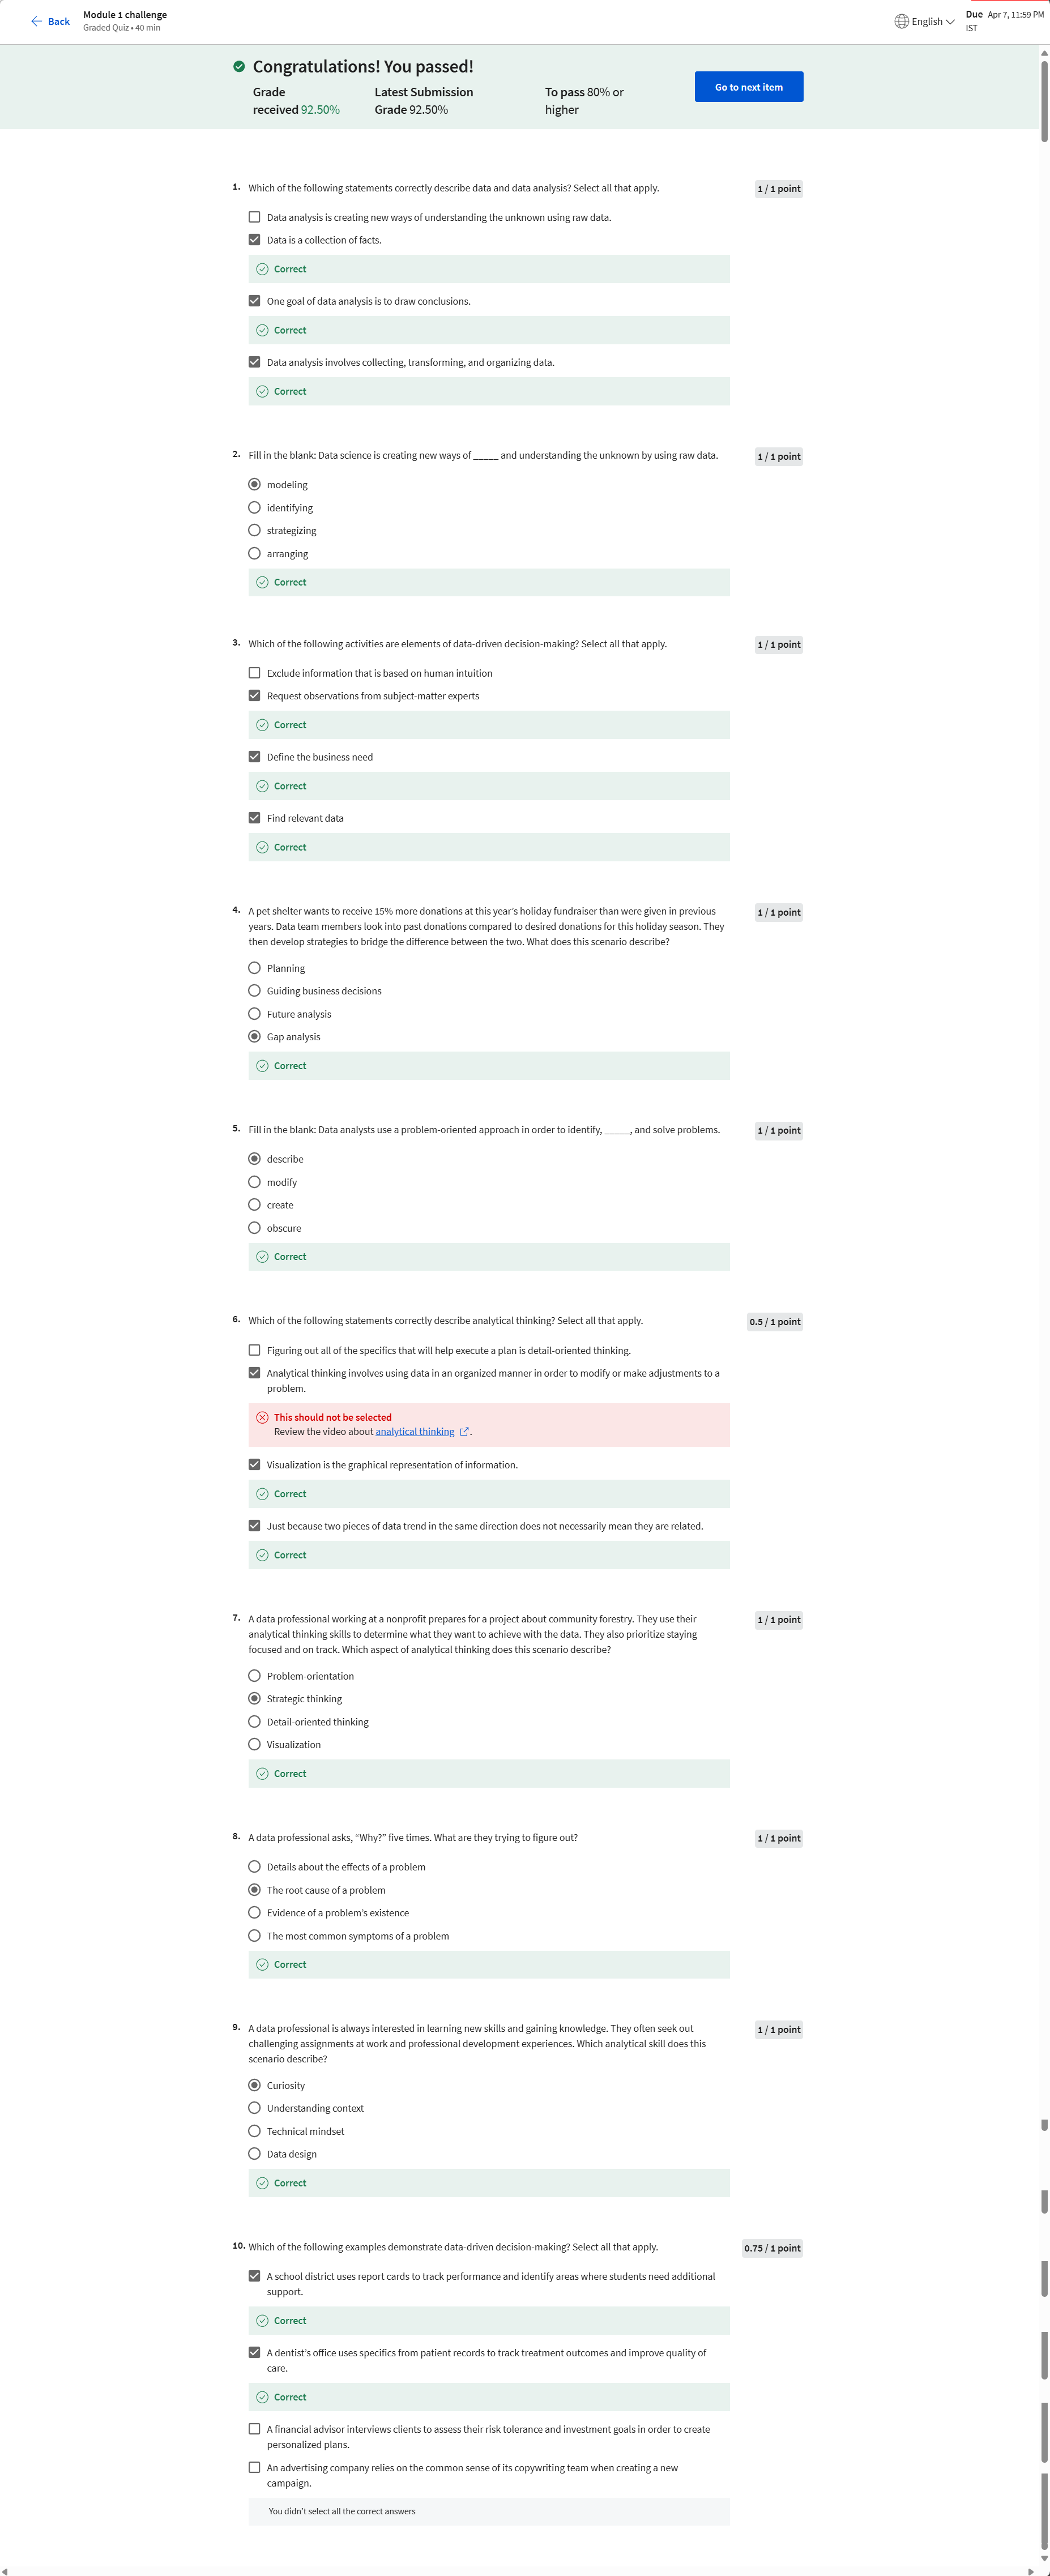 Back
Module 1 challenge
Graded Quiz • 40 min
English
Due Apr 7, 11:59 PM
IST
Congratulations! You passed!
Grade
received 92.50%
Latest Submission
Grade 92.50%
To pass 80% or
higher
Go to next item
1. Which of the following statements correctly describe data and data analysis? Select all that apply.
1 / 1 point
Data analysis is creating new ways of understanding the unknown using raw data.
Data is a collection of facts.
Correct
One goal of data analysis is to draw conclusions.
Correct
Data analysis involves collecting, transforming, and organizing data.
Correct
2. Fill in the blank: Data science is creating new ways of _____ and understanding the unknown by using raw data.
1 / 1 point
modeling
identifying
strategizing
arranging
Correct
3. Which of the following activities are elements of data-driven decision-making? Select all that apply.
1 / 1 point
Exclude information that is based on human intuition
Request observations from subject-matter experts
Correct
Define the business need
Correct
Find relevant data
Correct
4. A pet shelter wants to receive 15% more donations at this year's holiday fundraiser than were given in previous
years. Data team members look into past donations compared to desired donations for this holiday season. They
then develop strategies to bridge the difference between the two. What does this scenario describe?
1 / 1 point
Planning
Guiding business decisions
Future analysis
Gap analysis
Correct
5. Fill in the blank: Data analysts use a problem-oriented approach in order to identify, _____, and solve problems.
1 / 1 point
describe
modify
create
obscure
Correct
6. Which of the following statements correctly describe analytical thinking? Select all that apply.
0.5 / 1 point
Figuring out all of the specifics that will help execute a plan is detail-oriented thinking.
Analytical thinking involves using data in an organized manner in order to modify or make adjustments to a
problem.
This should not be selected
Review the video about analytical thinking .
Visualization is the graphical representation of information.
Correct
Just because two pieces of data trend in the same direction does not necessarily mean they are related.
Correct
7. A data professional working at a nonprofit prepares for a project about community forestry. They use their
analytical thinking skills to determine what they want to achieve with the data. They also prioritize staying
focused and on track. Which aspect of analytical thinking does this scenario describe?
1 / 1 point
Problem-orientation
Strategic thinking
Detail-oriented thinking
Visualization
Correct
8. A data professional asks, “Why?” five times. What are they trying to figure out?
1 / 1 point
Details about the effects of a problem
The root cause of a problem
Evidence of a problem's existence
The most common symptoms of a problem
Correct
9. A data professional is always interested in learning new skills and gaining knowledge. They often seek out
challenging assignments at work and professional development experiences. Which analytical skill does this
scenario describe?
1 / 1 point
Curiosity
Understanding context
Technical mindset
Data design
Correct
10. Which of the following examples demonstrate data-driven decision-making? Select all that apply.
0.75 / 1 point
A school district uses report cards to track performance and identify areas where students need additional
support.
Correct
A dentist's office uses specifics from patient records to track treatment outcomes and improve quality of
care.
Correct
A financial advisor interviews clients to assess their risk tolerance and investment goals in order to create
personalized plans.
An advertising company relies on the common sense of its copywriting team when creating a new
campaign.
You didn't select all the correct answers